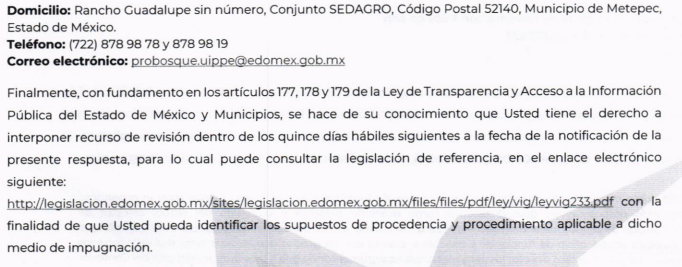 Domicilio: Rancho Guadalupe sin número, Conjunto SEDAGRO, Código Postal 52140, Municipio de Metepec,
Estado de México.
Teléfono: (722) 878 98 78 y 878 98 19
Correo electrónico: probosque.uippe@edomex.gob.mx
Finalmente, con fundamento en los artículos 177, 178 y 179 de la Ley de Transparencia y Acceso a la Información
Pública del Estado de México y Municipios, se hace de su conocimiento que Usted tiene el derecho a
interponer recurso de revisión dentro de los quince días hábiles siguientes a la fecha de la notificación de la
presente respuesta, para lo cual puede consultar la legislación de referencia, en el enlace electrónico
siguiente:
http://legislacion.edomex.gob.mx/sites/legislacion.edomex.gob.mx/files/files/pdf/ley/vig/leyvig233.pdf con la
finalidad de que Usted pueda identificar los supuestos de procedencia y procedimiento aplicable a dicho
medio de impugnación.